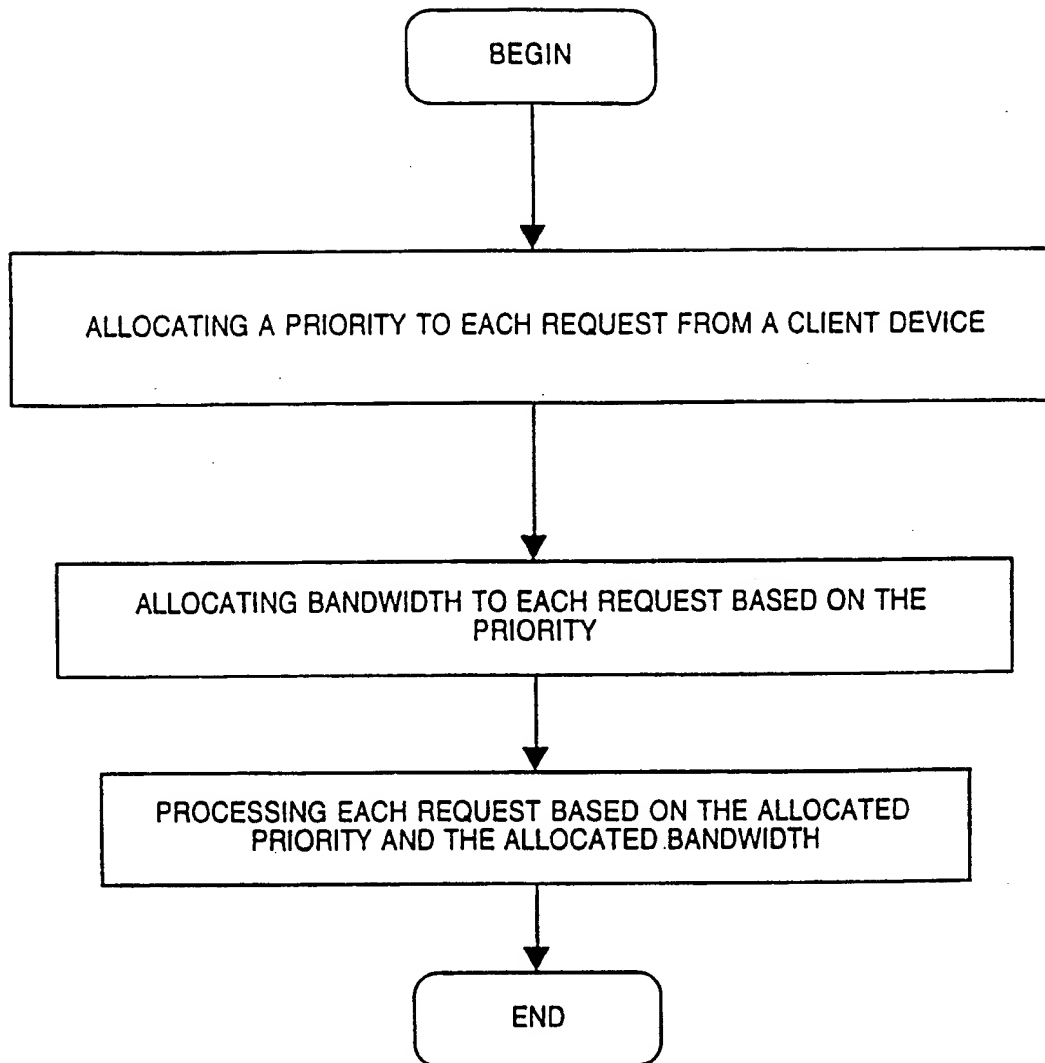 BEGIN
ALLOCATING A PRIORITY TO EACH REQUEST FROM A CLIENT DEVICE
ALLOCATING BANDWIDTH TO EACH REQUEST BASED ON THE
PRIORITY
PROCESSING EACH REQUEST BASED ON THE ALLOCATED
PRIORITY AND THE ALLOCATED BANDWIDTH
END